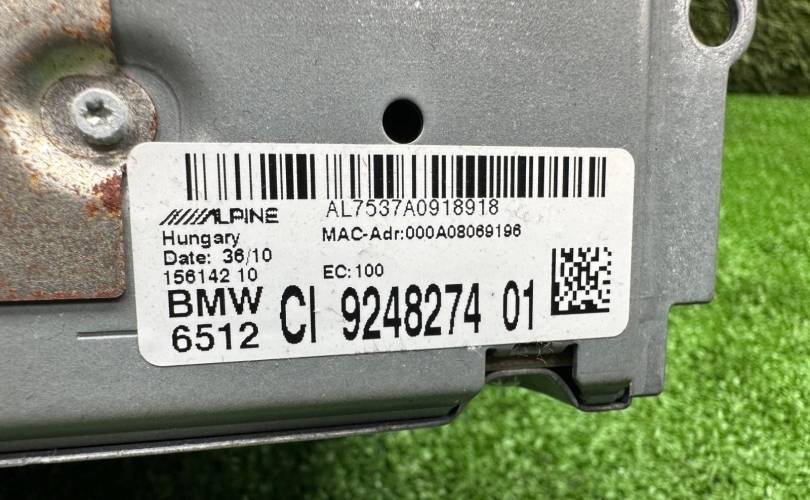 AL7537A0918918
ALPINE
Hungary
MAC-Adr:000A08069196
Date: 36/10
156142 10
EC:100
BMW
6512
CI 9248274 01